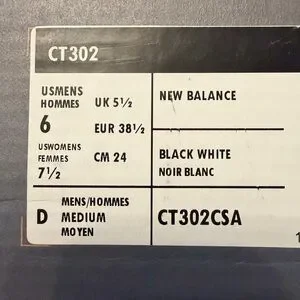 CT302
USMENS
HOMMES
6
USWOMENS
FEMMES
7½
UK 5½
EUR 38½
CM 24
NEW BALANCE
BLACK WHITE
NOIR BLANC
D
MENS/HOMMES
MEDIUM
MOYEN
CT302CSA